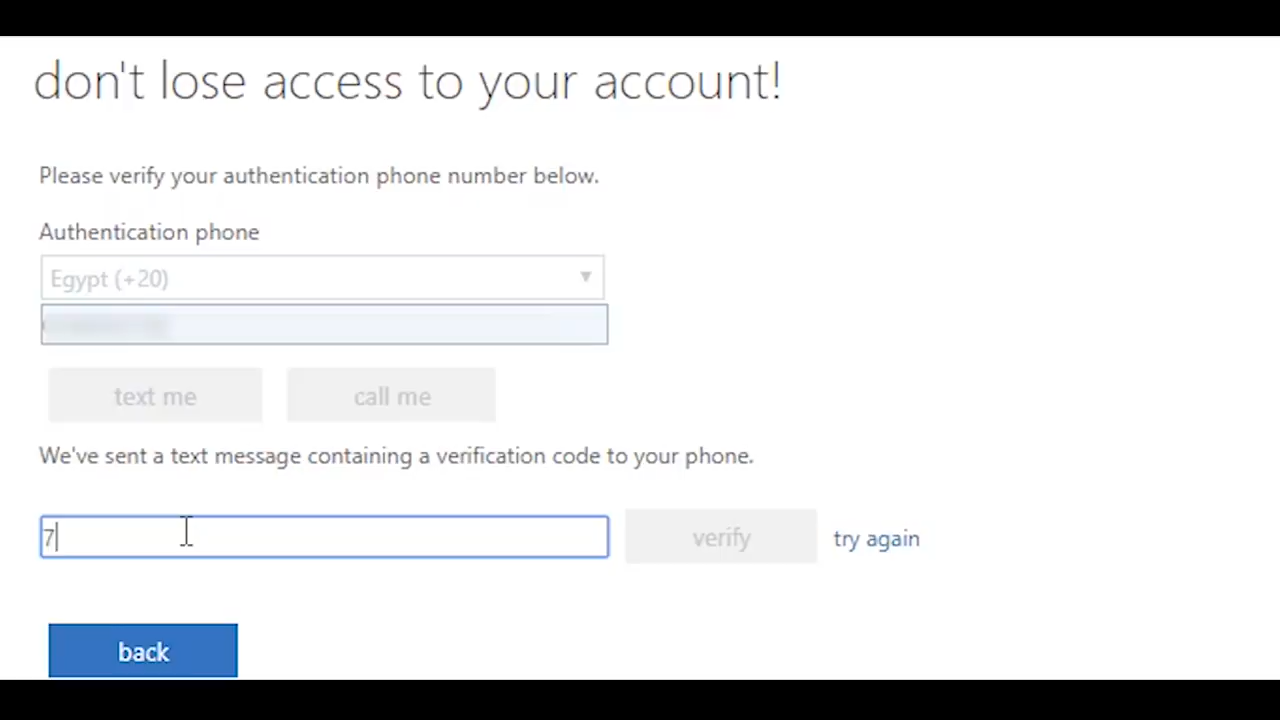 don't lose access to your account!
Please verify your authentication phone number below.
Authentication phone
Egypt (+20)
text me call me
We've sent a text message containing a verification code to your phone.
7 verify try again
back